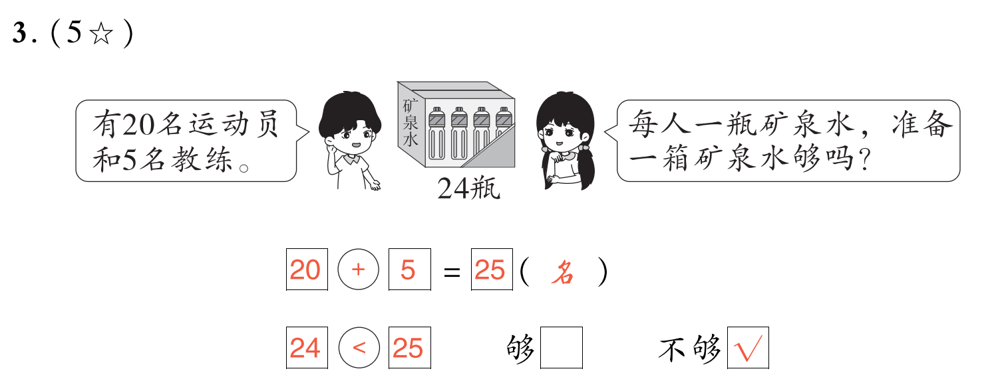 3.(5☆)
有20名运动员
和5名教练。
矿泉水
24瓶
每人一瓶矿泉水，准备
一箱矿泉水够吗？
20 + 5 = 25(名)
24 < 25 够 不够 √